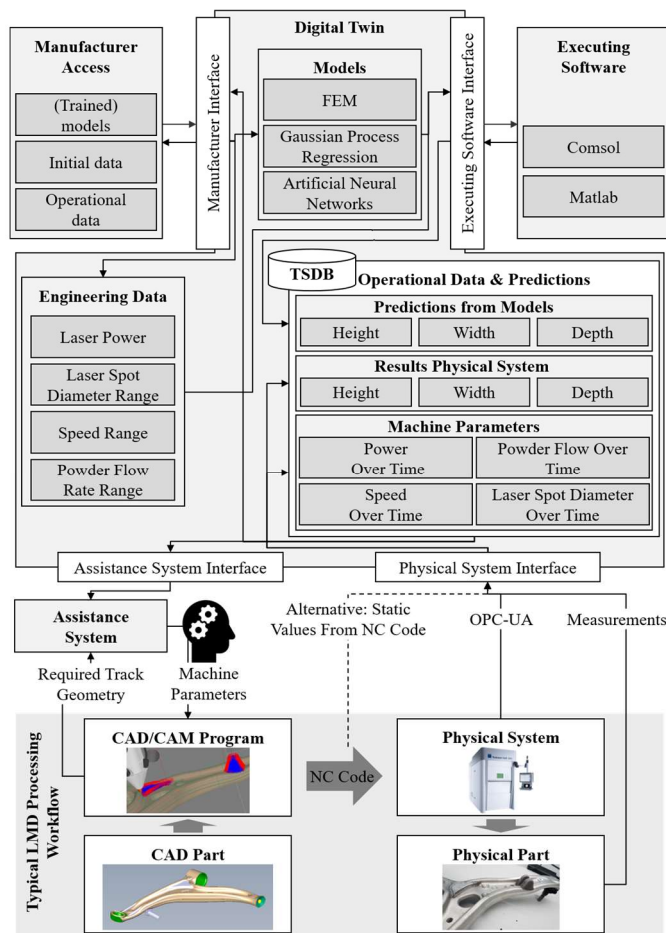 Digital Twin
Manufacturer
Access
(Trained)
models
Initial data
Operational
data
Manufacturer Interface
Models
FEM
Gaussian Process
Regression
Artificial Neural
Networks
Executing Software Interface
Executing
Software
Comsol
Matlab
Engineering Data
Laser Power
Laser Spot
Diameter Range
Speed Range
Powder Flow
Rate Range
TSDB
Operational Data & Predictions
Predictions from Models
Height
Width
Depth
Results Physical System
Height
Width
Depth
Machine Parameters
Power
Over Time
Powder Flow Over
Time
Speed
Over Time
Laser Spot Diameter
Over Time
Assistance System Interface
Physical System Interface
Assistance
System
Alternative: Static
Values From NC Code
OPC-UA
Measurements
Required Track
Geometry
Machine
Parameters
Typical LMD Processing
Workflow
CAD/CAM Program
NC Code
Physical System
CAD Part
Physical Part